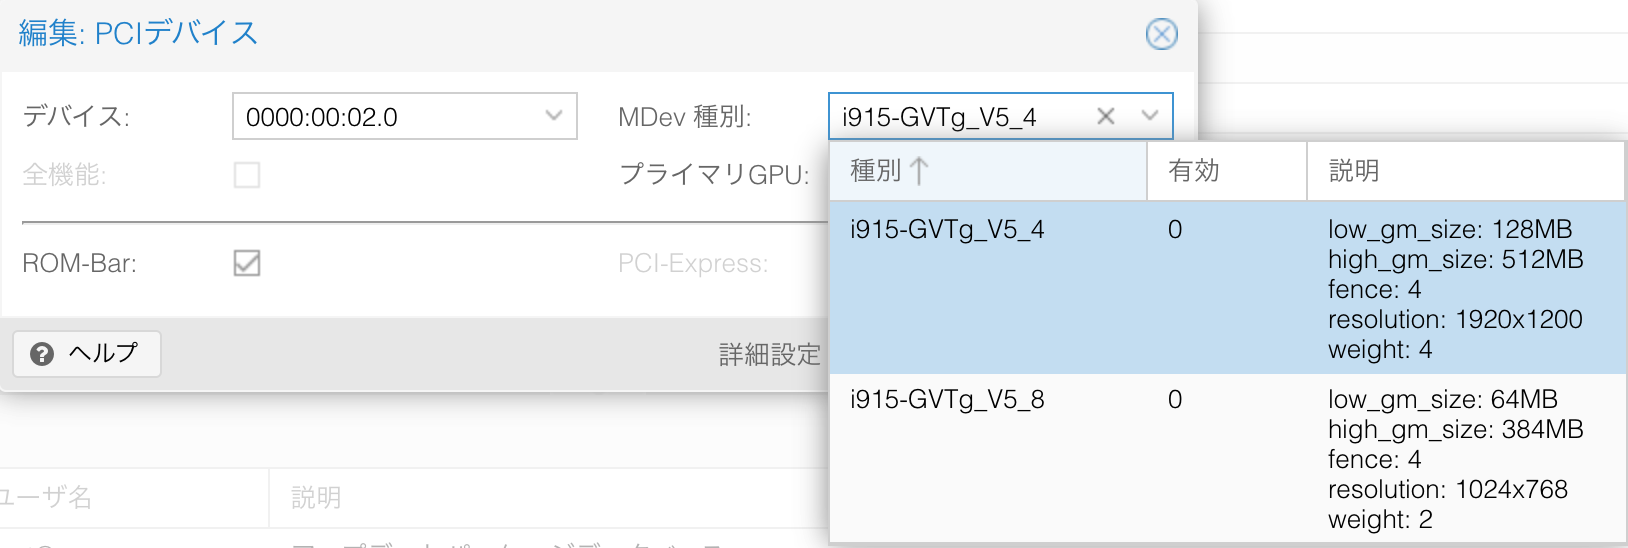 編集: PCIデバイス
デバイス: 0000:00:02.0 MDev 種別: i915-GVTg_V5_4
全機能: プライマリGPU:
ROM-Bar: PCI-Express:
ヘルプ 詳細設定
種別 有効 説明
i915-GVTg_V5_4 0 low_gm_size: 128MB
high_gm_size: 512MB
fence: 4
resolution: 1920x1200
weight: 4
i915-GVTg_V5_8 0 low_gm_size: 64MB
high_gm_size: 384MB
fence: 4
resolution: 1024x768
weight: 2
ユーザ名 説明